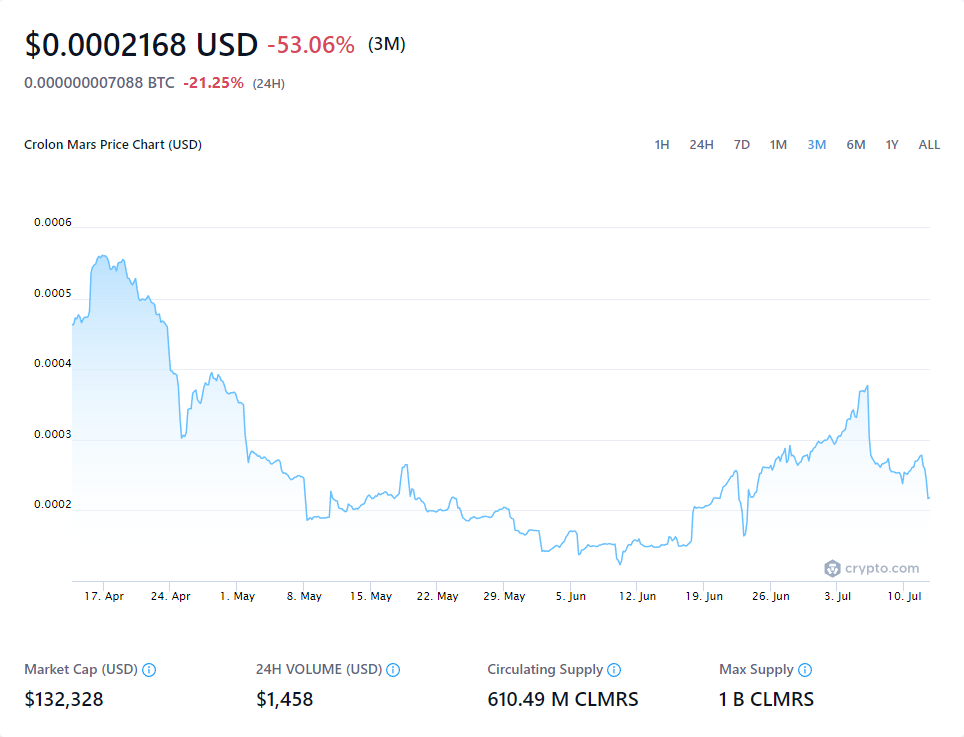 $0.0002168 USD -53.06% (3M)
0.000000007088 BTC -21.25% (24H)
Crolon Mars Price Chart (USD) 1H 24H 7D 1M 3M 6M 1Y ALL
0.0006
0.0005
0.0004
0.0003
0.0002
crypto.com
17. Apr 24. Apr 1. May 8. May 15. May 22. May 29. May 5. Jun 12. Jun 19. Jun 26. Jun 3. Jul 10. Jul
Market Cap (USD) 24H VOLUME (USD) Circulating Supply Max Supply
$132,328 $1,458 610.49 M CLMRS 1 B CLMRS